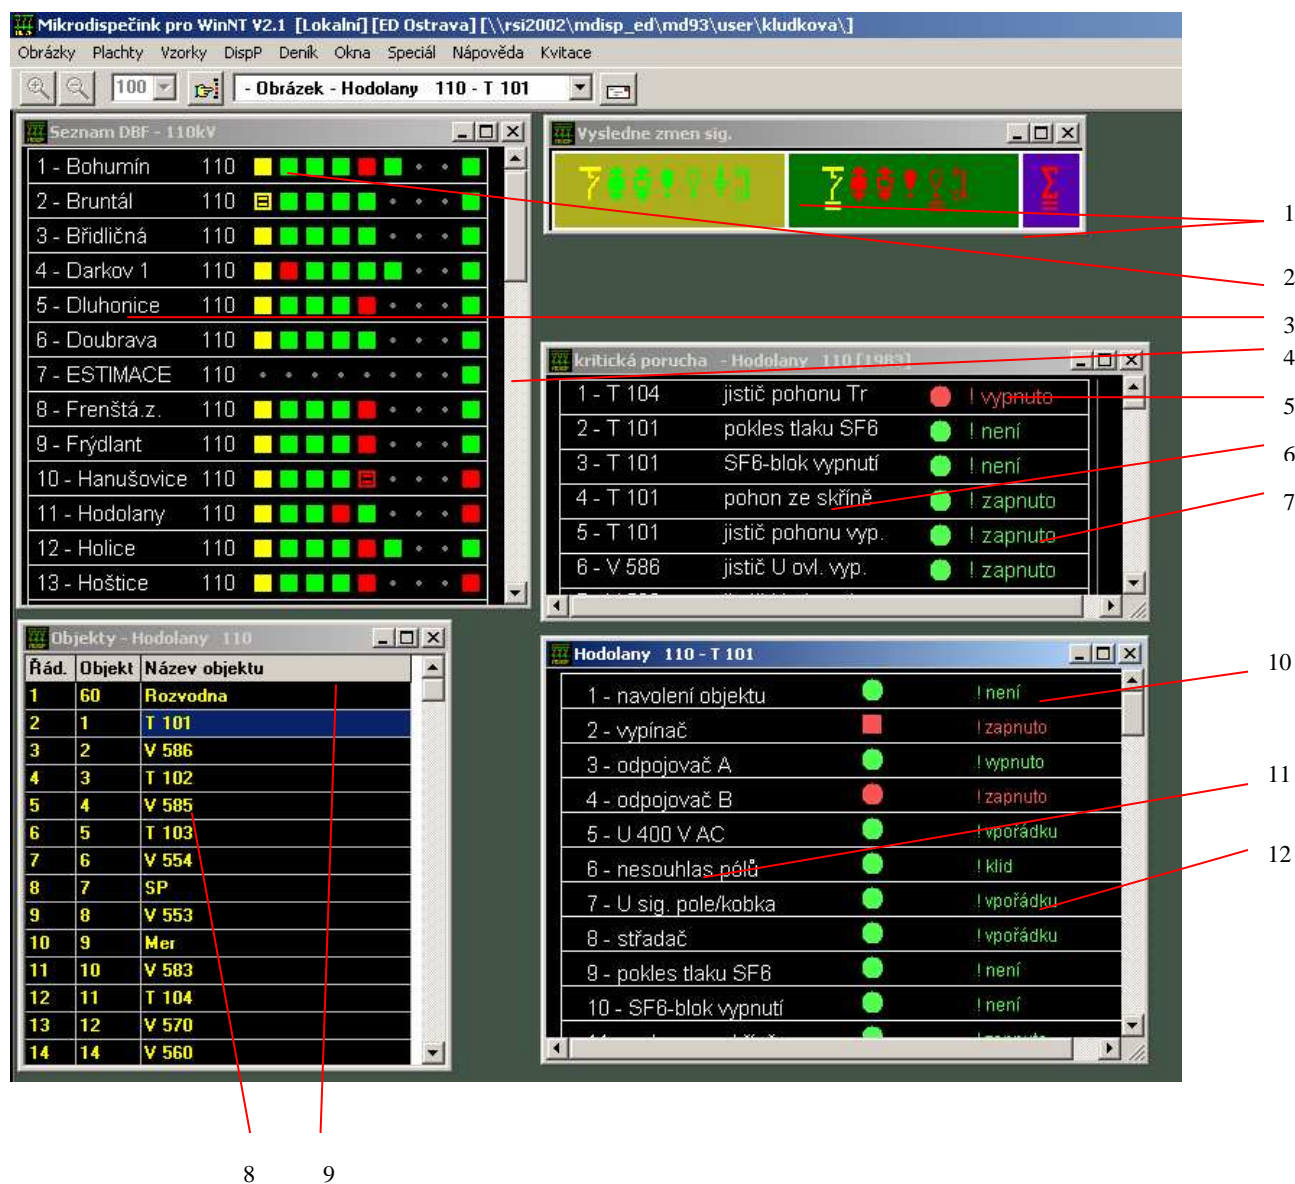 Mikrodispečink pro WinNT V2.1 [Lokalní] [ED Ostrava] [\\rsi2002\mdisp_ed\md93\user\kludkova\]
Obrázky Plachty Vzorky DispP Deník Okna Speciál Nápověda Kvitace
100 - Obrázek - Hodolany 110 - T 101
Seznam DBF - 110kV
1 - Bohumín 110
2 - Bruntál 110
3 - Břidličná 110
4 - Darkov 1 110
5 - Dluhonice 110
6 - Doubrava 110
7 - ESTIMACE 110
8 - Frenštá.z. 110
9 - Frýdlant 110
10 - Hanušovice 110
11 - Hodolany 110
12 - Holice 110
13 - Hoštice 110
Vysledne zmen sig.
Σ
kritická porucha - Hodolany 110 [1983]
1 - T 104 jistič pohonu Tr ! vypnuto
2 - T 101 pokles tlaku SF6 ! není
3 - T 101 SF6-blok vypnutí ! není
4 - T 101 pohon ze skříně ! zapnuto
5 - T 101 jistič pohonu vyp. ! zapnuto
6 - V 586 jistič U ovl. vyp. ! zapnuto
Objekty - Hodolany 110
Řád. Objekt Název objektu
1 60 Rozvodna
2 1 T 101
3 2 V 586
4 3 T 102
5 4 V 585
6 5 T 103
7 6 V 554
8 7 SP
9 8 V 553
10 9 Mer
11 10 V 583
12 11 T 104
13 12 V 570
14 14 V 560
Hodolany 110 - T 101
1 - navolení objektu ! není
2 - vypínač ! zapnuto
3 - odpojovač A ! vypnuto
4 - odpojovač B ! zapnuto
5 - U 400 V AC ! vpořádku
6 - nesouhlas pólů ! klid
7 - U sig. pole/kobka ! vpořádku
8 - střadač ! vpořádku
9 - pokles tlaku SF6 ! není
10 - SF6-blok vypnutí ! není
1
2
3
4
5
6
7
10
11
12
8 9